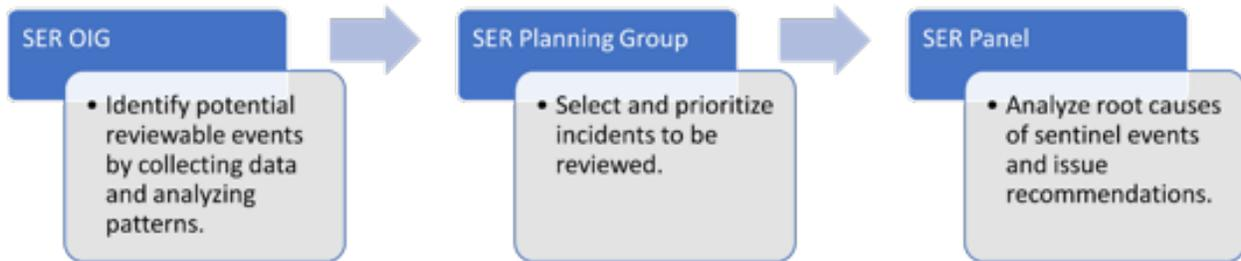 SER OIG
• Identify potential
reviewable events
by collecting data
and analyzing
patterns.
SER Planning Group
• Select and prioritize
incidents to be
reviewed.
SER Panel
• Analyze root causes
of sentinel events
and issue
recommendations.